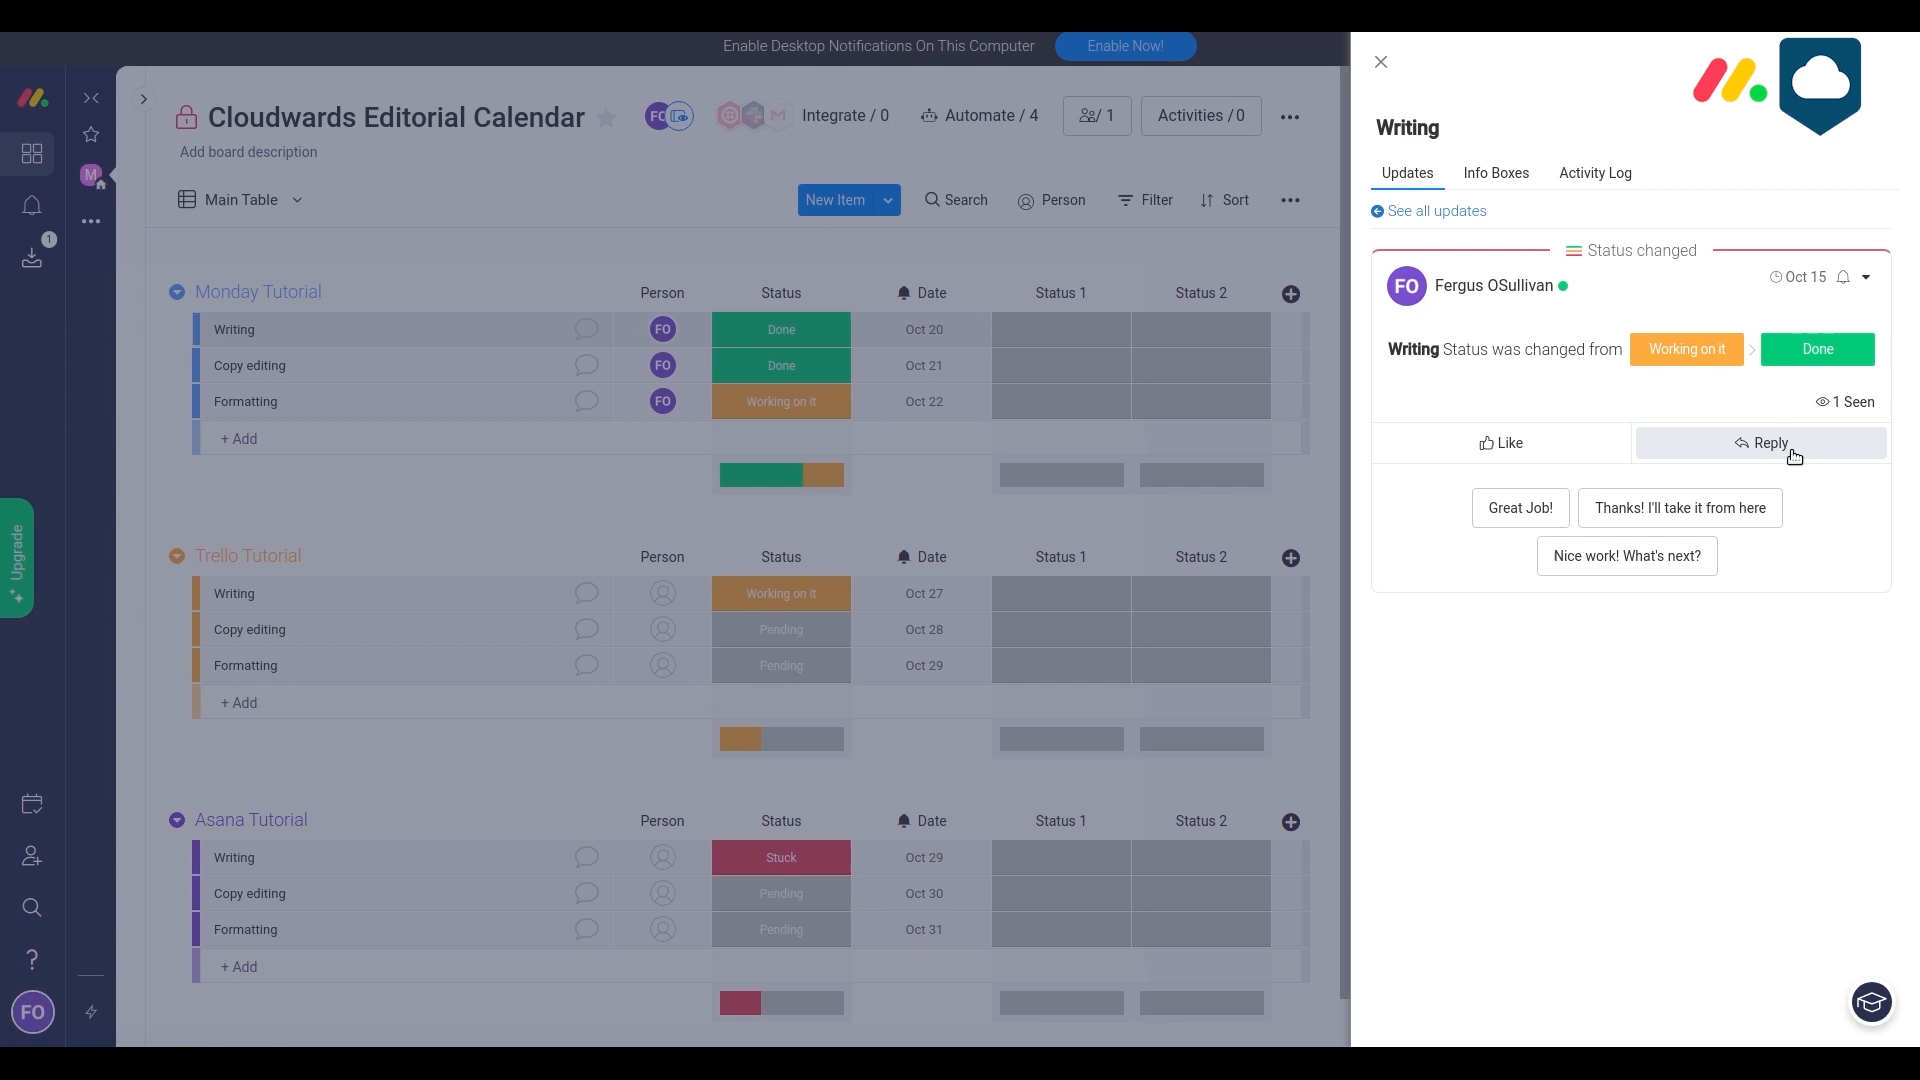 Enable Desktop Notifications On This Computer
Enable Now!
Cloudwards Editorial Calendar
FO
Integrate / 0
Automate / 4
/ 1
Activities / 0
Add board description
M
Main Table
New Item
Search
Person
Filter
Sort
1
Monday Tutorial
Person
Status
Date
Status 1
Status 2
Writing
FO
Done
Oct 20
Copy editing
FO
Done
Oct 21
Formatting
FO
Working on it
Oct 22
+ Add
Upgrade
Trello Tutorial
Person
Status
Date
Status 1
Status 2
Writing
Working on it
Oct 27
Copy editing
Pending
Oct 28
Formatting
Pending
Oct 29
+ Add
Asana Tutorial
Person
Status
Date
Status 1
Status 2
Writing
Stuck
Oct 29
Copy editing
Pending
Oct 30
Formatting
Pending
Oct 31
+ Add
?
FO
Writing
Updates
Info Boxes
Activity Log
See all updates
Status changed
FO
Fergus OSullivan
Oct 15
Writing Status was changed from
Working on it
Done
1 Seen
Like
Reply
Great Job!
Thanks! I'll take it from here
Nice work! What's next?